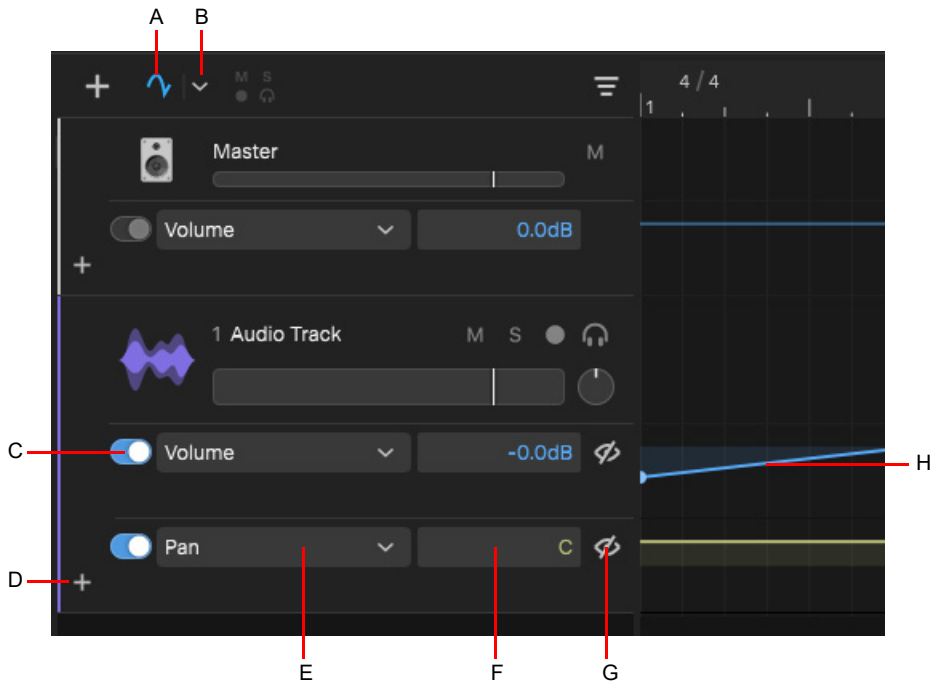 A B
M S
4/4
1
Master M
Volume 0.0dB
1 Audio Track M S
C Volume -0.0dB
H
Pan C
D
E F G